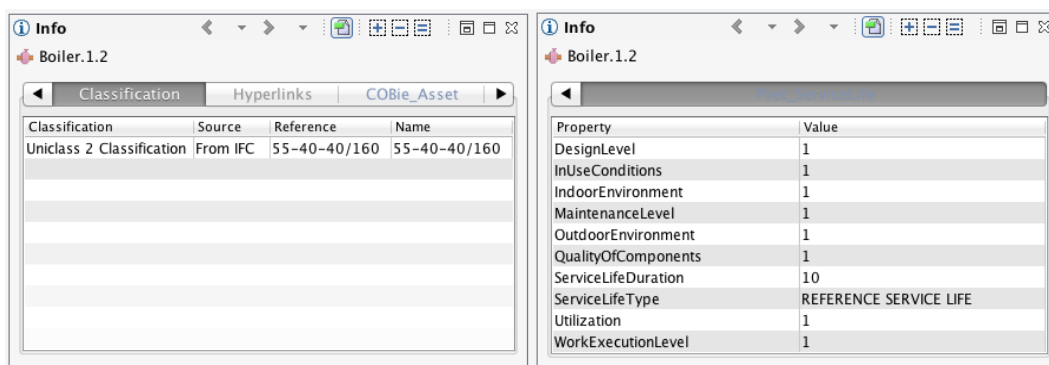 Info
Boiler.1.2
Classification Hyperlinks COBie_Asset
Classification Source Reference Name
Uniclass 2 Classification From IFC 55-40-40/160 55-40-40/160
Info
Boiler.1.2
Pset_ServiceLife
Property Value
DesignLevel 1
InUseConditions 1
IndoorEnvironment 1
MaintenanceLevel 1
OutdoorEnvironment 1
QualityOfComponents 1
ServiceLifeDuration 10
ServiceLifeType REFERENCE SERVICE LIFE
Utilization 1
WorkExecutionLevel 1